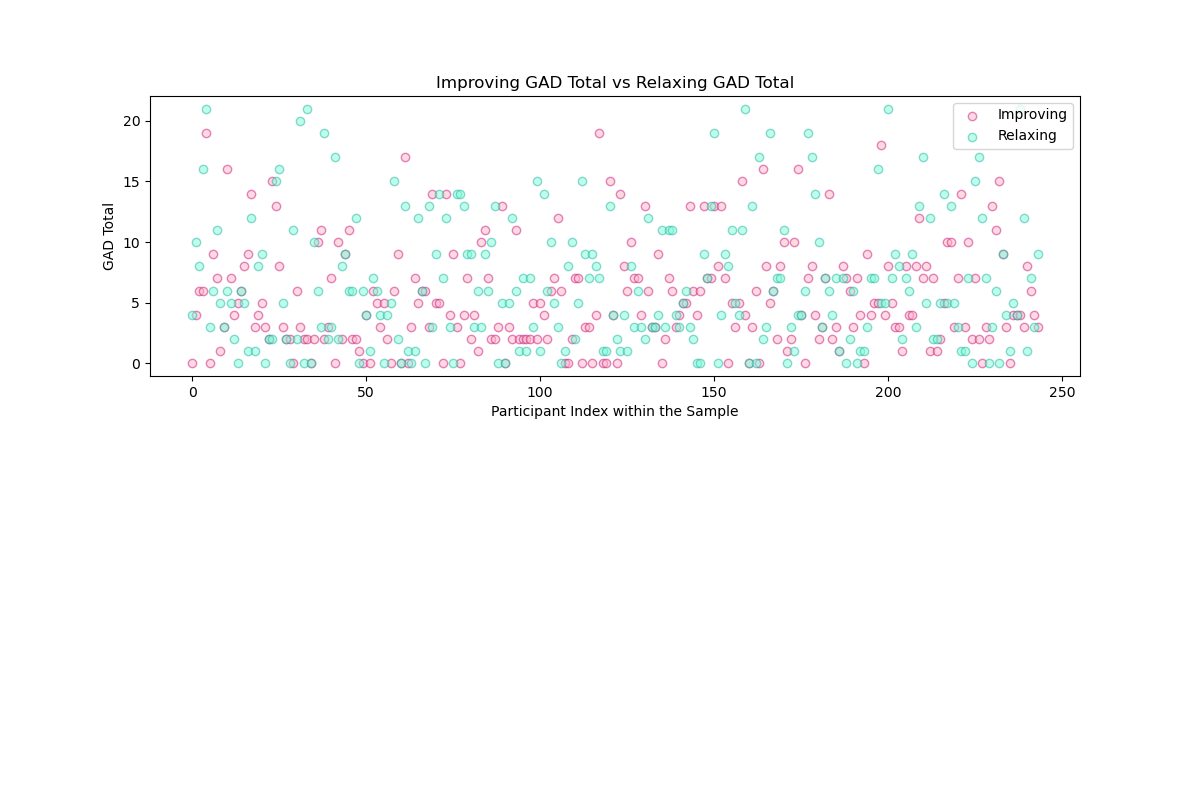 Improving GAD Total vs Relaxing GAD Total
20
15
10
5
0
GAD Total
Improving
Relaxing
0 50 100 150 200 250
Participant Index within the Sample